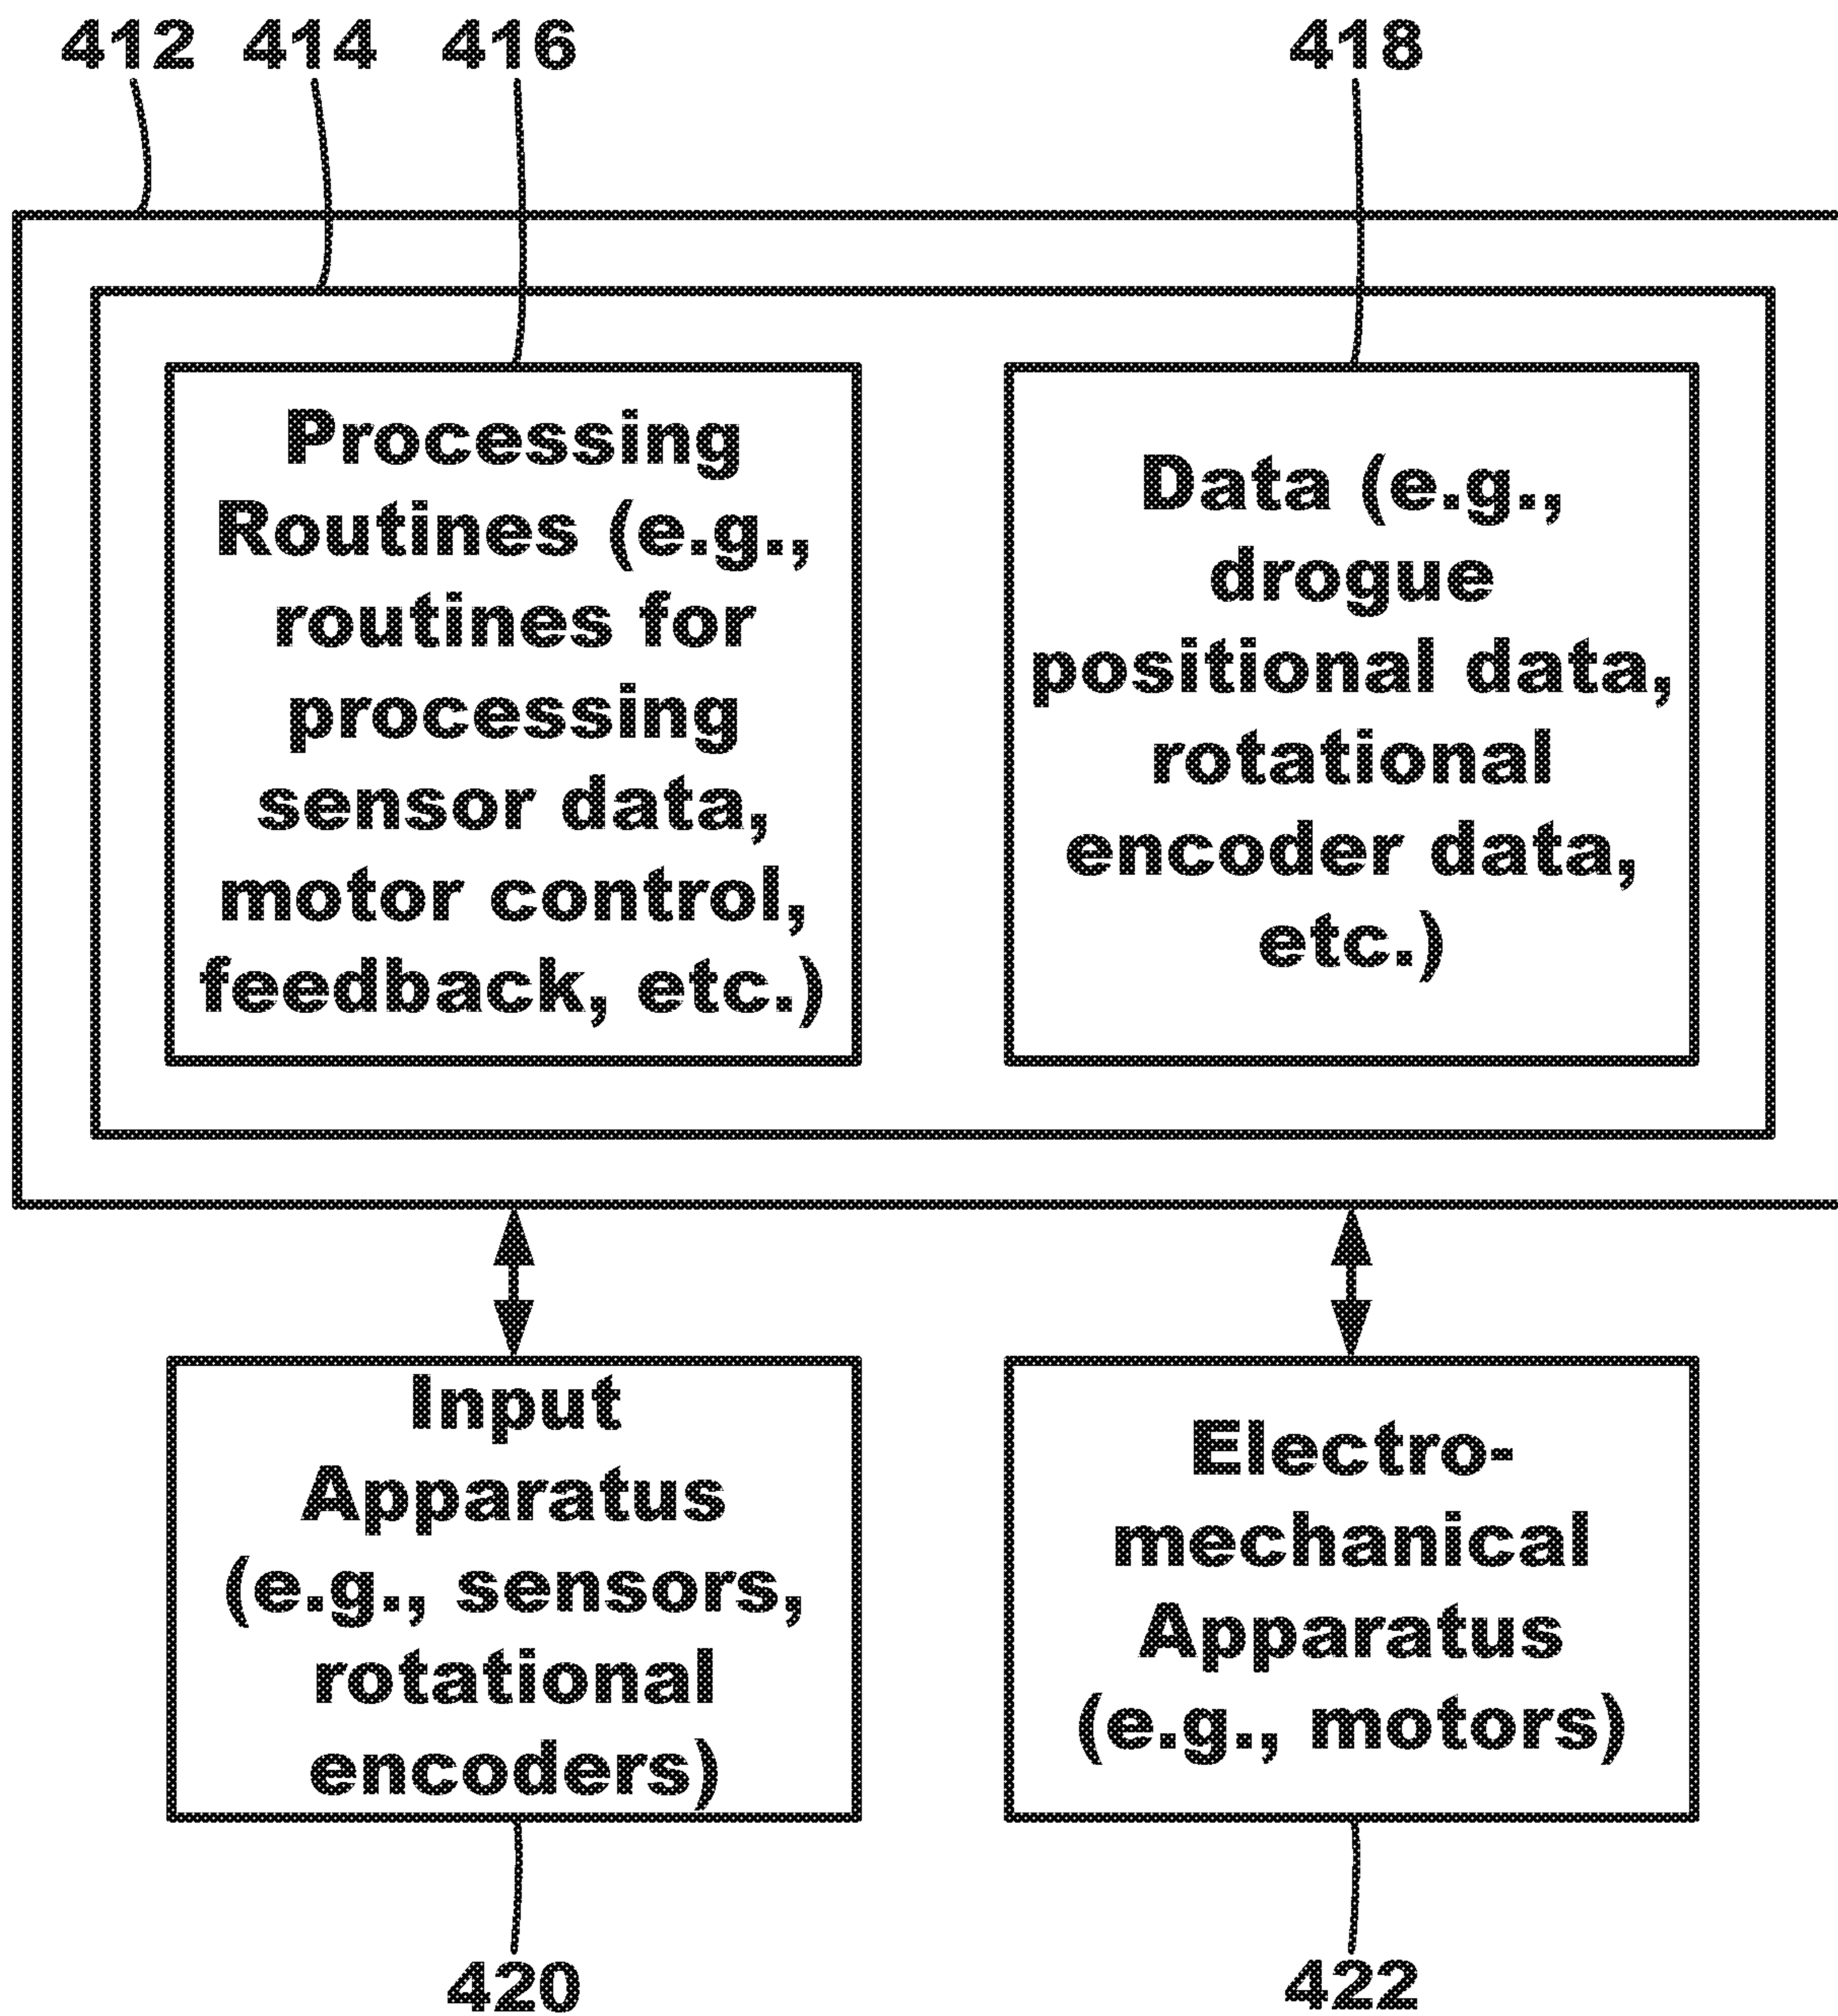 412 414 416 418
Processing
Routines (e.g.,
routines for
processing
sensor data,
motor control,
feedback, etc.)
Data (e.g.,
drogue
positional data,
rotational
encoder data,
etc.)
Input
Apparatus
(e.g., sensors,
rotational
encoders)
Electro-
mechanical
Apparatus
(e.g., motors)
420 422